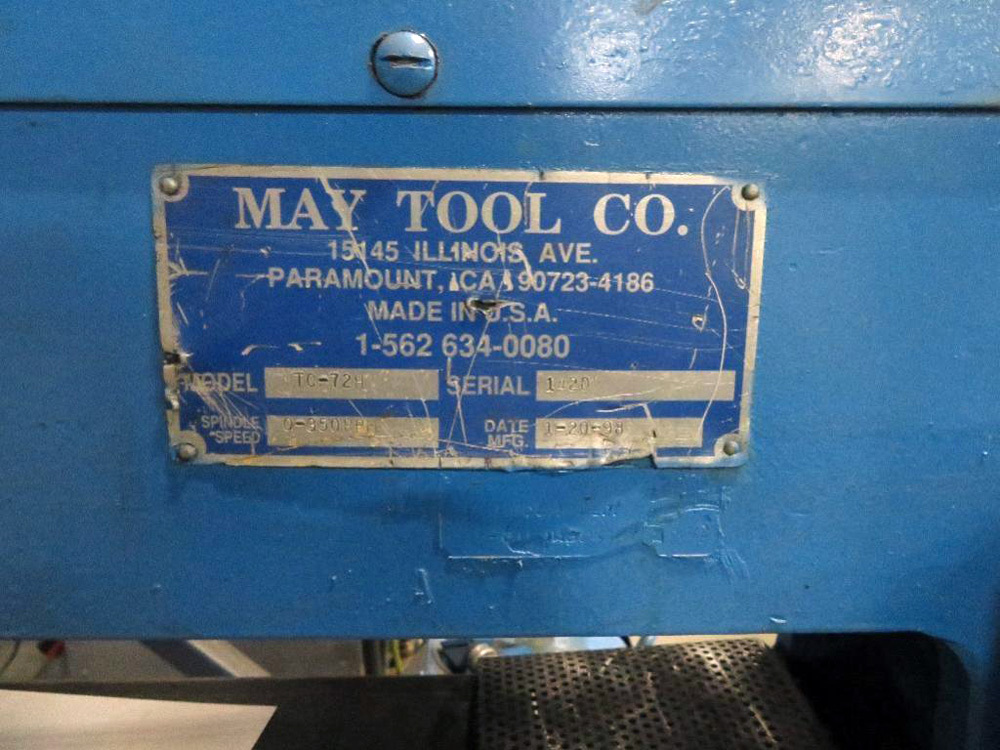 MAY TOOL CO.
15145 ILLINOIS AVE.
PARAMOUNT, CA 90723-4186
MADE IN U.S.A.
1-562 634-0080
MODEL TC-72H SERIAL
SPINDLE SPEED DATE MFG. 1-20-98